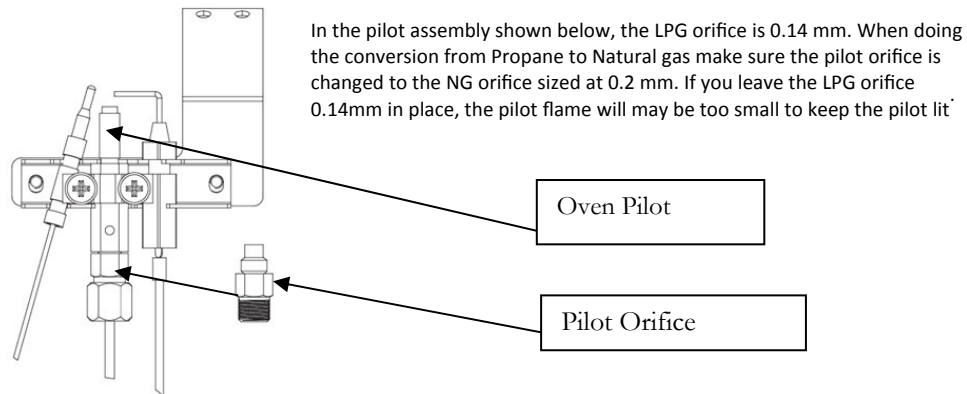 In the pilot assembly shown below, the LPG orifice is 0.14 mm. When doing
the conversion from Propane to Natural gas make sure the pilot orifice is
changed to the NG orifice sized at 0.2 mm. If you leave the LPG orifice
0.14mm in place, the pilot flame will may be too small to keep the pilot lit.
Oven Pilot
Pilot Orifice